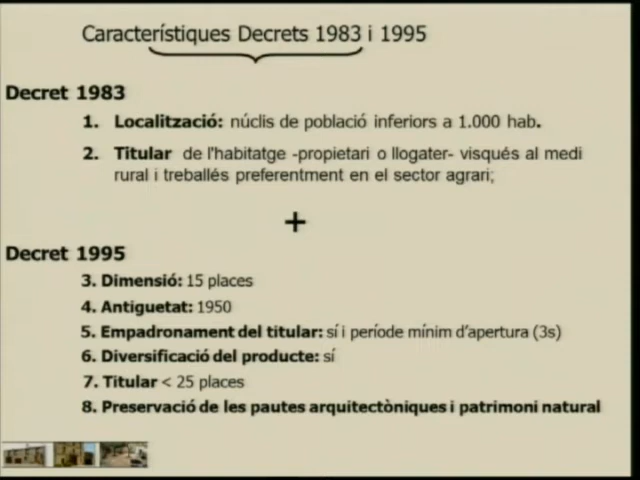 Característiques Decrets 1983 i 1995
Decret 1983
1. Localització: núclis de població inferiors a 1.000 hab.
2. Titular de l'habitatge -propietari o llogater- visqués al medi
rural i treballés preferentment en el sector agrari;
+
Decret 1995
3. Dimensió: 15 places
4. Antiguetat: 1950
5. Empadronament del titular: sí i període mínim d'apertura (3s)
6. Diversificació del producte: sí
7. Titular < 25 places
8. Preservació de les pautes arquitectòniques i patrimoni natural